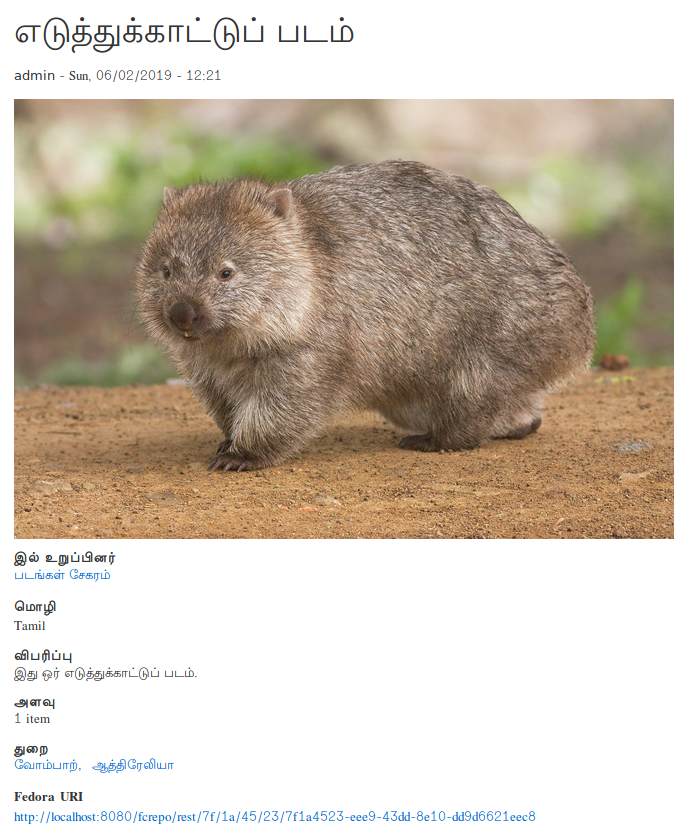 எடுத்துக்காட்டுப் படம்
admin - Sun, 06/02/2019 - 12:21
இல் உறுப்பினர்
படங்கள் சேகரம்
மொழி
Tamil
விபரிப்பு
இது ஓர் எடுத்துக்காட்டுப் படம்.
அளவு
1 item
துறை
வோம்பாற், ஆத்திரேலியா
Fedora URI
http://localhost:8080/fcrepo/rest/7f/1a/45/23/7f1a4523-eee9-43dd-8e10-dd9d6621eec8